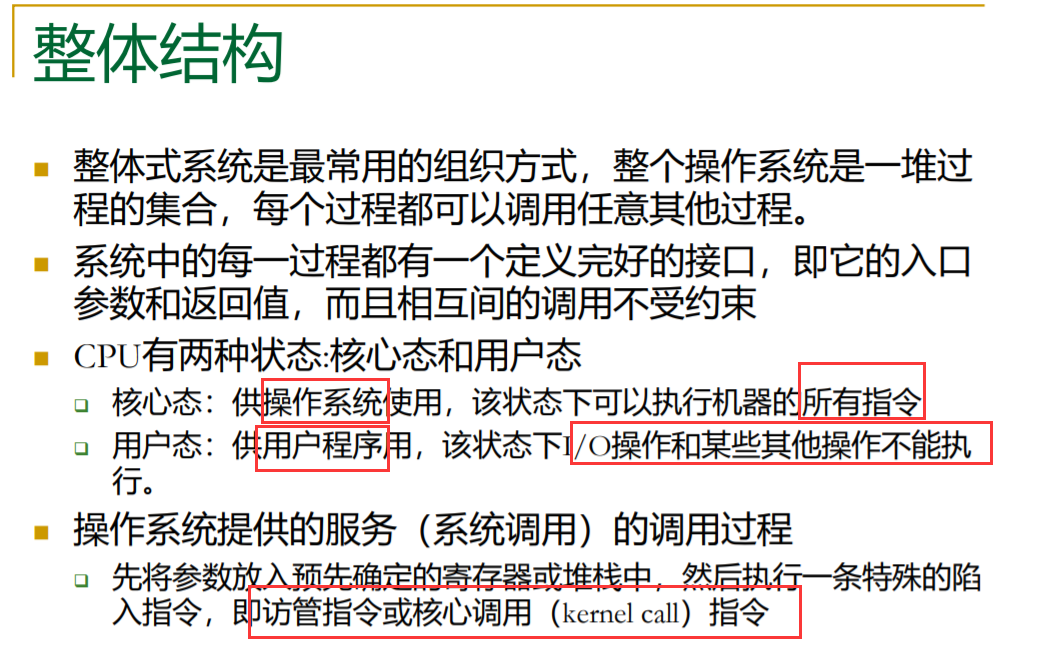 整体结构
整体式系统是最常用的组织方式，整个操作系统是一堆过
程的集合，每个过程都可以调用任意其他过程。
系统中的每一过程都有一个定义完好的接口，即它的入口
参数和返回值，而且相互间的调用不受约束
CPU有两种状态:核心态和用户态
核心态：供操作系统使用，该状态下可以执行机器的所有指令
用户态：供用户程序用，该状态下I/O操作和某些其他操作不能执
行。
操作系统提供的服务（系统调用）的调用过程
先将参数放入预先确定的寄存器或堆栈中，然后执行一条特殊的陷
入指令，即访管指令或核心调用（kernel call）指令